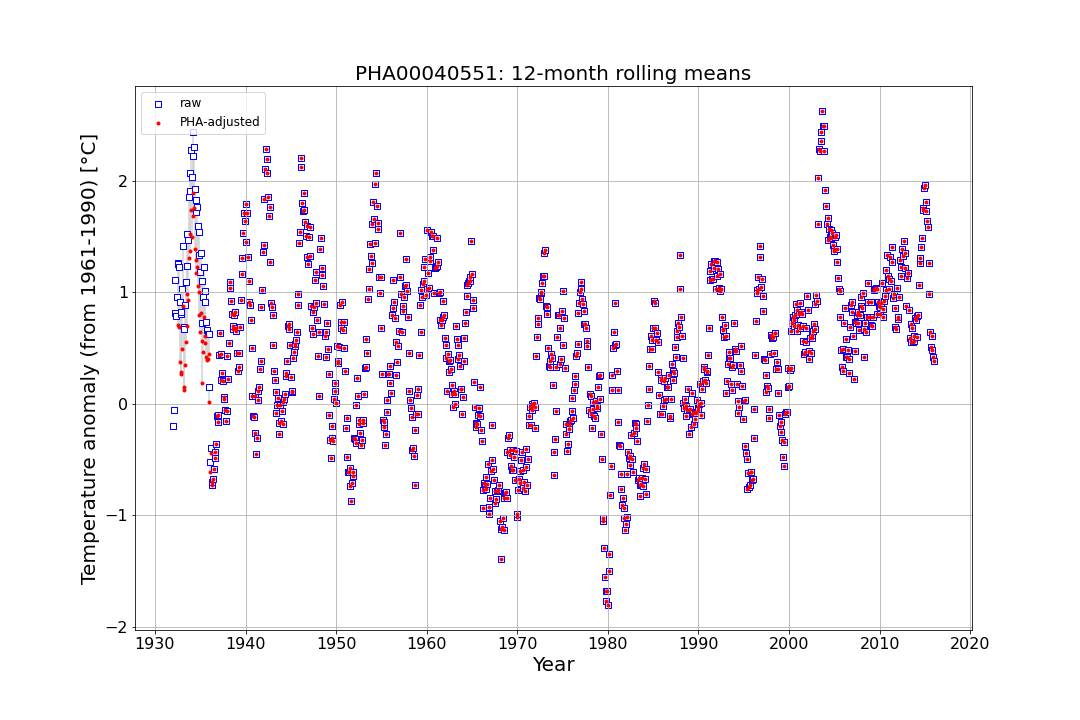 PHA00040551: 12-month rolling means
raw
PHA-adjusted
Temperature anomaly (from 1961-1990) [°C]
2
1
0
−1
−2
1930 1940 1950 1960 1970 1980 1990 2000 2010 2020
Year